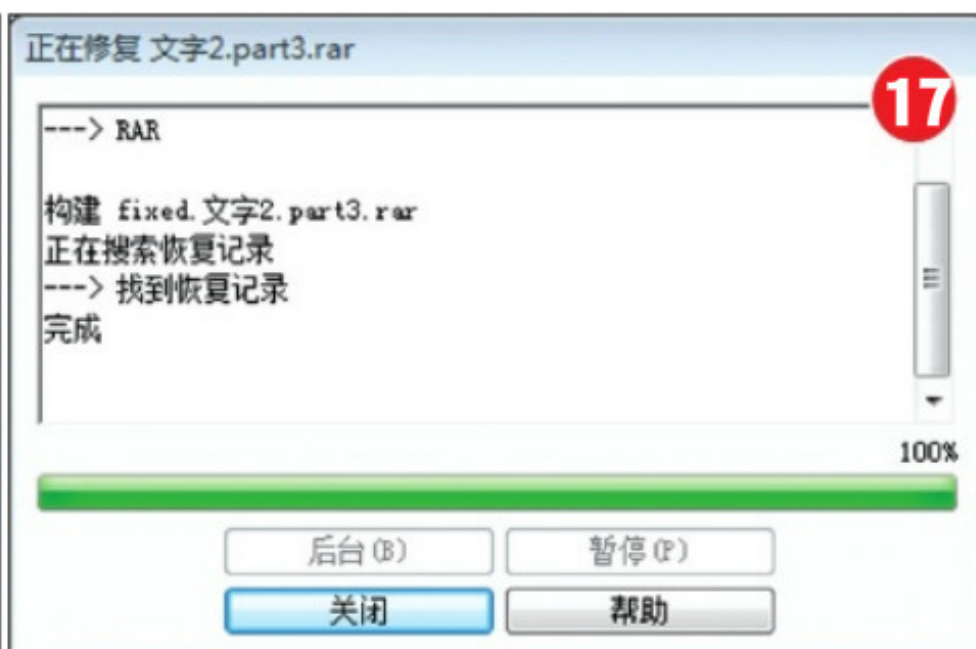 正在修复 文字2.part3.rar
17
---> RAR
构建 fixed.文字2.part3.rar
正在搜索恢复记录
---> 找到恢复记录
完成
100%
后台(B)
暂停(P)
关闭
帮助